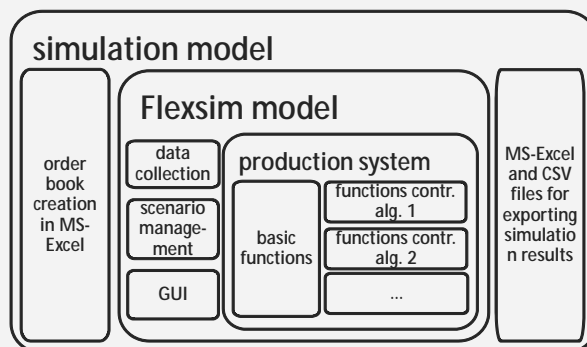 simulation model
order
book
creation
in MS-
Excel
Flexsim model
data
collection
scenario
manage-
ment
GUI
production system
basic
functions
functions contr.
alg. 1
functions contr.
alg. 2
...
MS-Excel
and CSV
files for
exporting
simulatio
n results